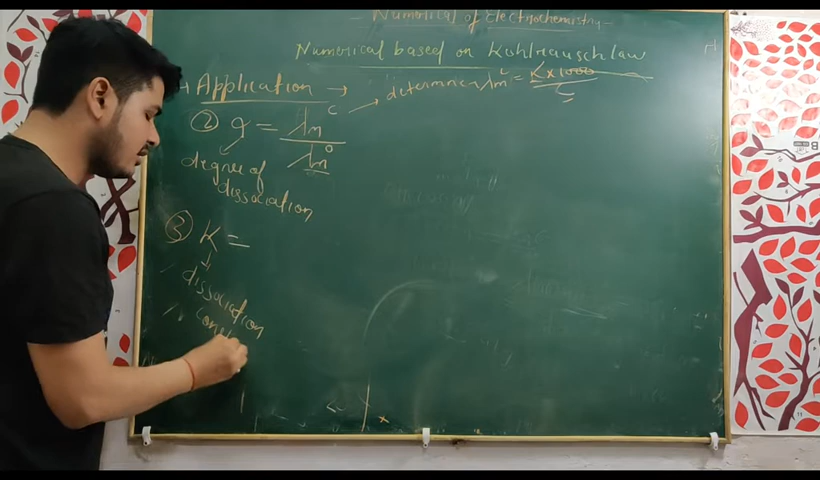 Numerical of Electrochemistry
Numerical based on Kohlrausch law
Application →
→ determine Λm^c = K×1000
C
② α = Λm^c
Λm°
degree of
dissociation
③ K =
dissociation